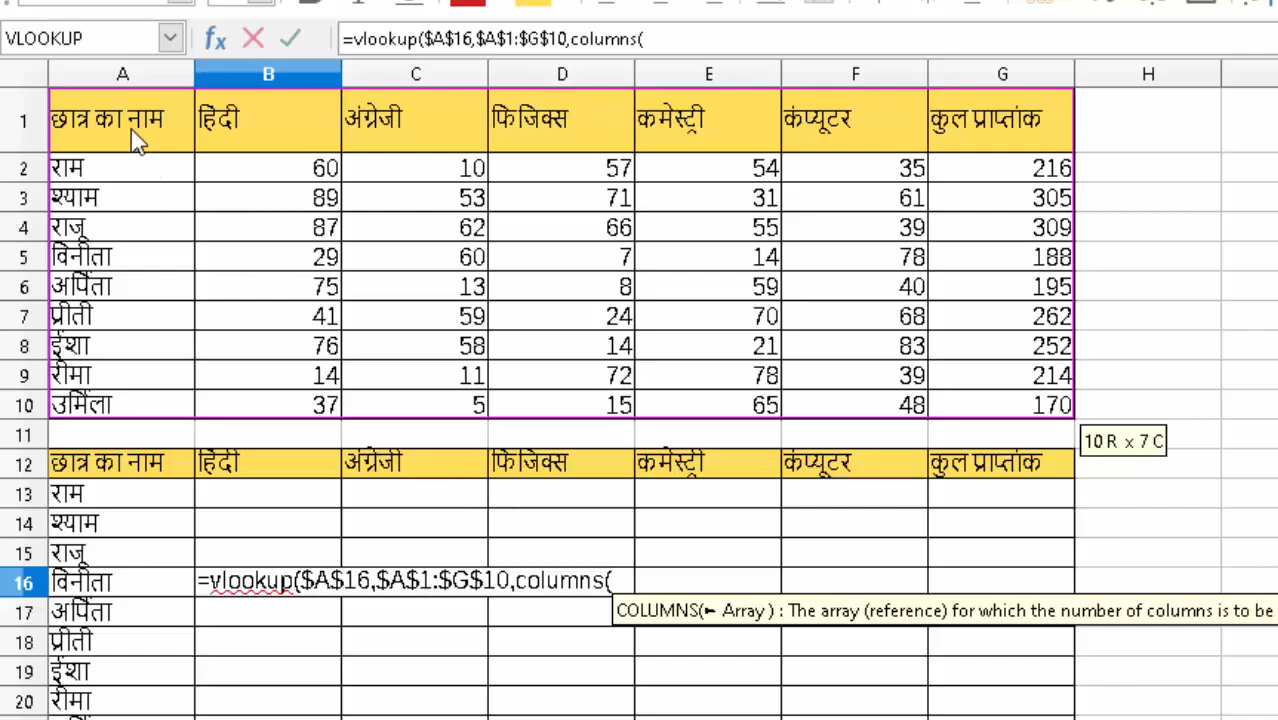 VLOOKUP =vlookup($A$16,$A$1:$G$10,columns(
A B C D E F G H
1 छात्र का नाम हिंदी अंग्रेजी फिजिक्स कमेस्ट्री कंप्यूटर कुल प्राप्तांक
2 राम 60 10 57 54 35 216
3 श्याम 89 53 71 31 61 305
4 राजू 87 62 66 55 39 309
5 विनीता 29 60 7 14 78 188
6 अर्पिता 75 13 8 59 40 195
7 प्रीती 41 59 24 70 68 262
8 ईशा 76 58 14 21 83 252
9 रीमा 14 11 72 78 39 214
10 उर्मिला 37 5 15 65 48 170
11 10 R x 7 C
12 छात्र का नाम हिंदी अंग्रेजी फिजिक्स कमेस्ट्री कंप्यूटर कुल प्राप्तांक
13 राम
14 श्याम
15 राजू
16 विनीता =vlookup($A$16,$A$1:$G$10,columns(
17 अर्पिता COLUMNS( Array ) : The array (reference) for which the number of columns is to be
18 प्रीती
19 ईशा
20 रीमा